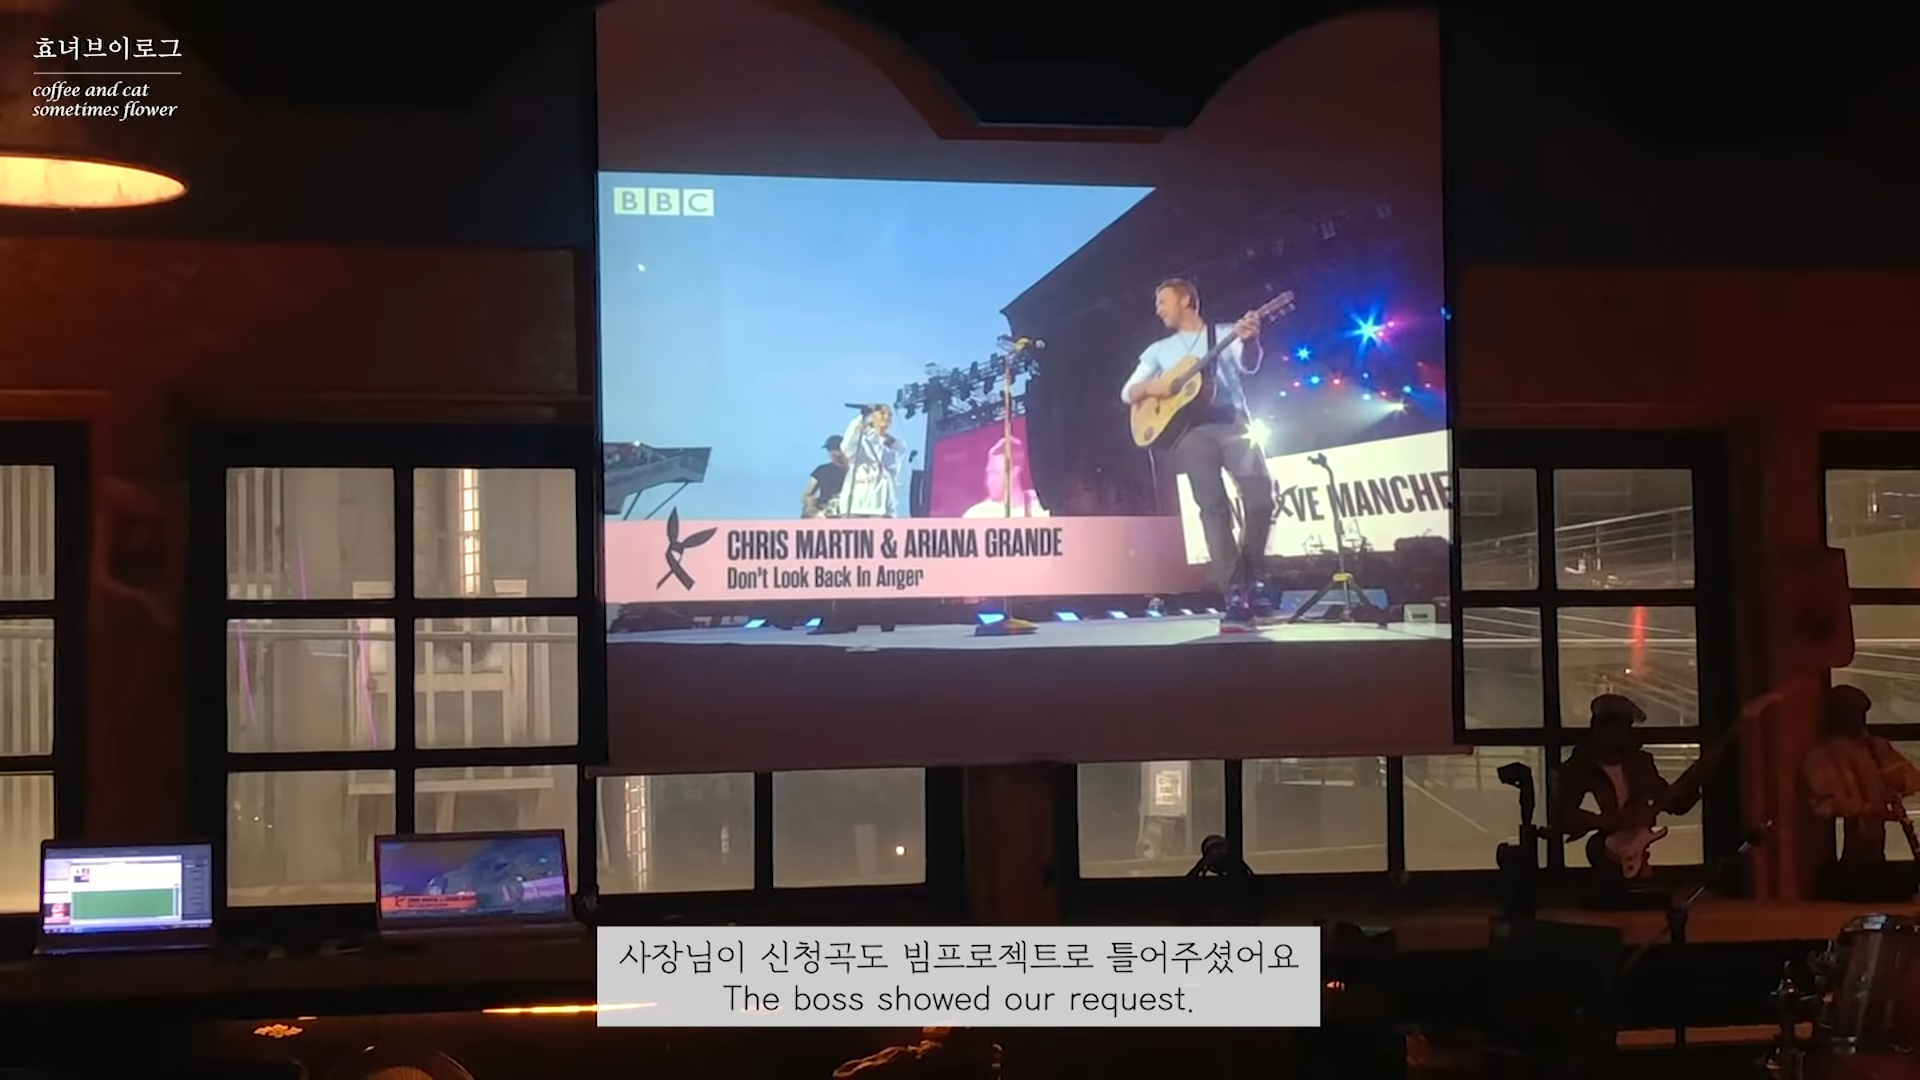 효녀브이로그
coffee and cat
sometimes flower
BBC
VE MANCHE
CHRIS MARTIN & ARIANA GRANDE
Don't Look Back In Anger
사장님이 신청곡도 빔프로젝트로 틀어주셨어요
The boss showed our request.